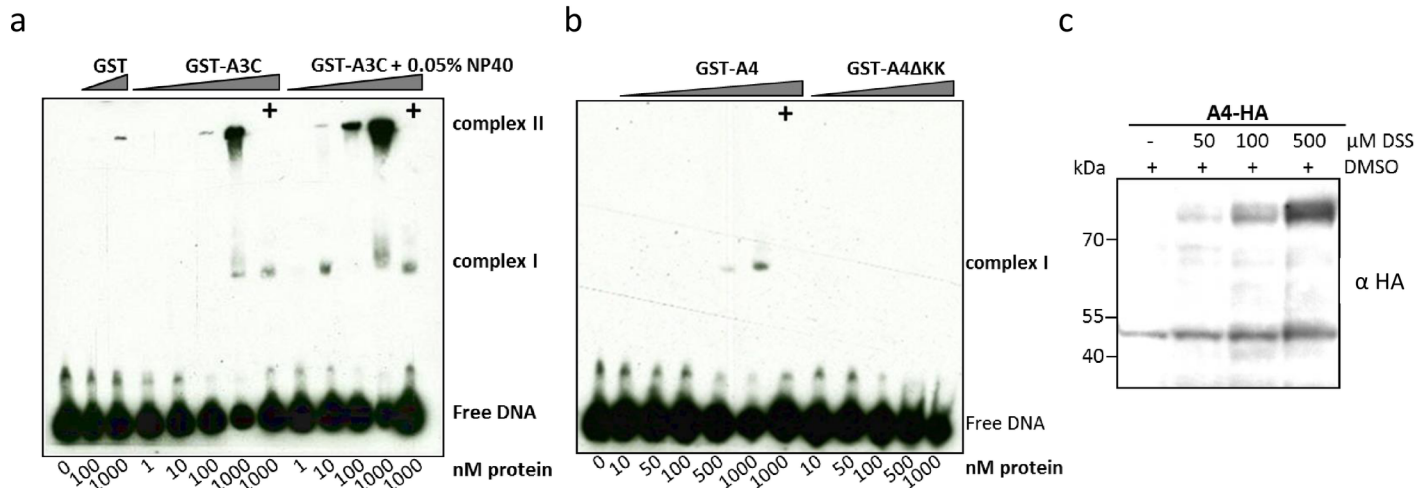 a
GST GST-A3C GST-A3C + 0.05% NP40
+ +
complex II
complex I
Free DNA
0 100 1000 1 10 100 1000 1000 1 10 100 1000 1000 nM protein
b
GST-A4 GST-A4ΔKK
+
complex I
Free DNA
0 10 50 100 500 1000 1000 10 50 100 500 1000 nM protein
c
A4-HA
- 50 100 500 μM DSS
kDa + + + + DMSO
70
55
40
α HA